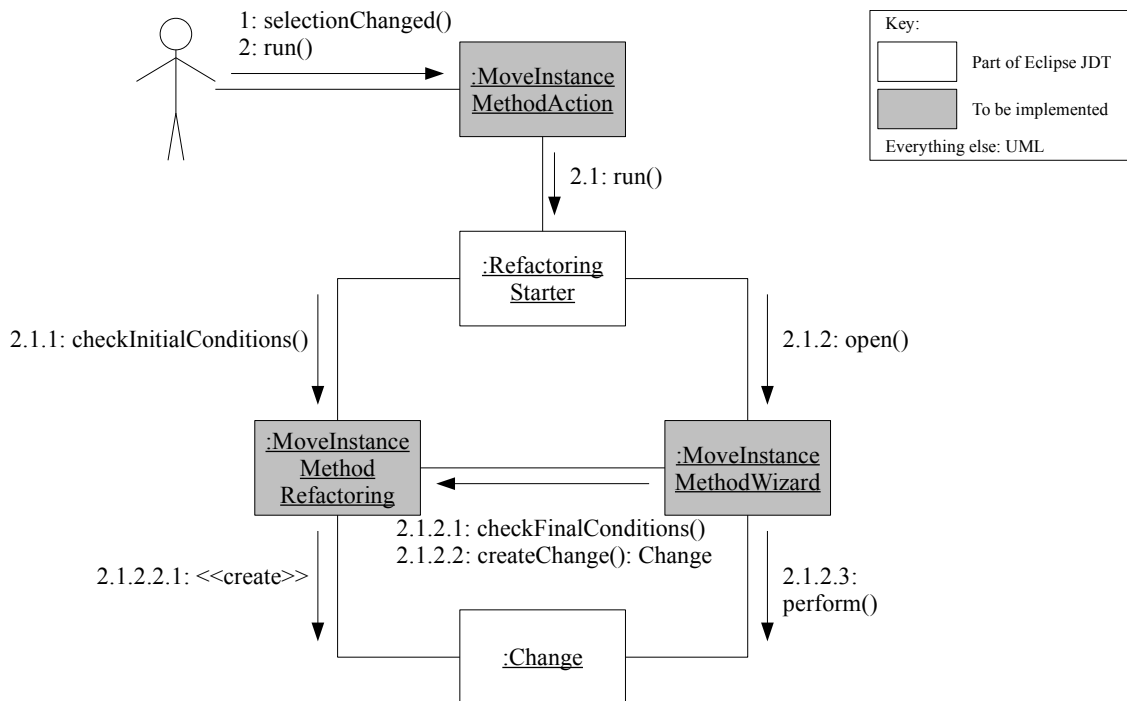 1: selectionChanged()
2: run()
:MoveInstance
MethodAction
Key:
Part of Eclipse JDT
To be implemented
Everything else: UML
2.1: run()
:Refactoring
Starter
2.1.1: checkInitialConditions()
2.1.2: open()
:MoveInstance
Method
Refactoring
:MoveInstance
MethodWizard
2.1.2.1: checkFinalConditions()
2.1.2.2: createChange(): Change
2.1.2.2.1: <<create>>
2.1.2.3:
perform()
:Change